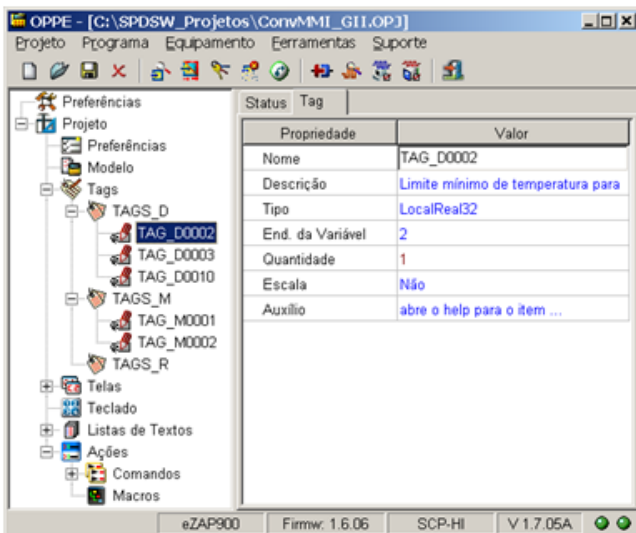 OPPE - [C:\SPDSW_Projetos\ConvMMI_GII.OPJ]
Projeto Programa Equipamento Ferramentas Suporte
Preferências
Projeto
Preferências
Modelo
Tags
TAGS_D
TAG_D0002
TAG_D0003
TAG_D0010
TAGS_M
TAG_M0001
TAG_M0002
TAGS_R
Telas
Teclado
Listas de Textos
Ações
Comandos
Macros
Status Tag
Propriedade Valor
Nome TAG_D0002
Descrição Limite mínimo de temperatura para
Tipo LocalReal32
End. da Variável 2
Quantidade 1
Escala Não
Auxílio abre o help para o item ...
eZAP900 Firmw: 1.6.06 SCP-HI V 1.7.05A